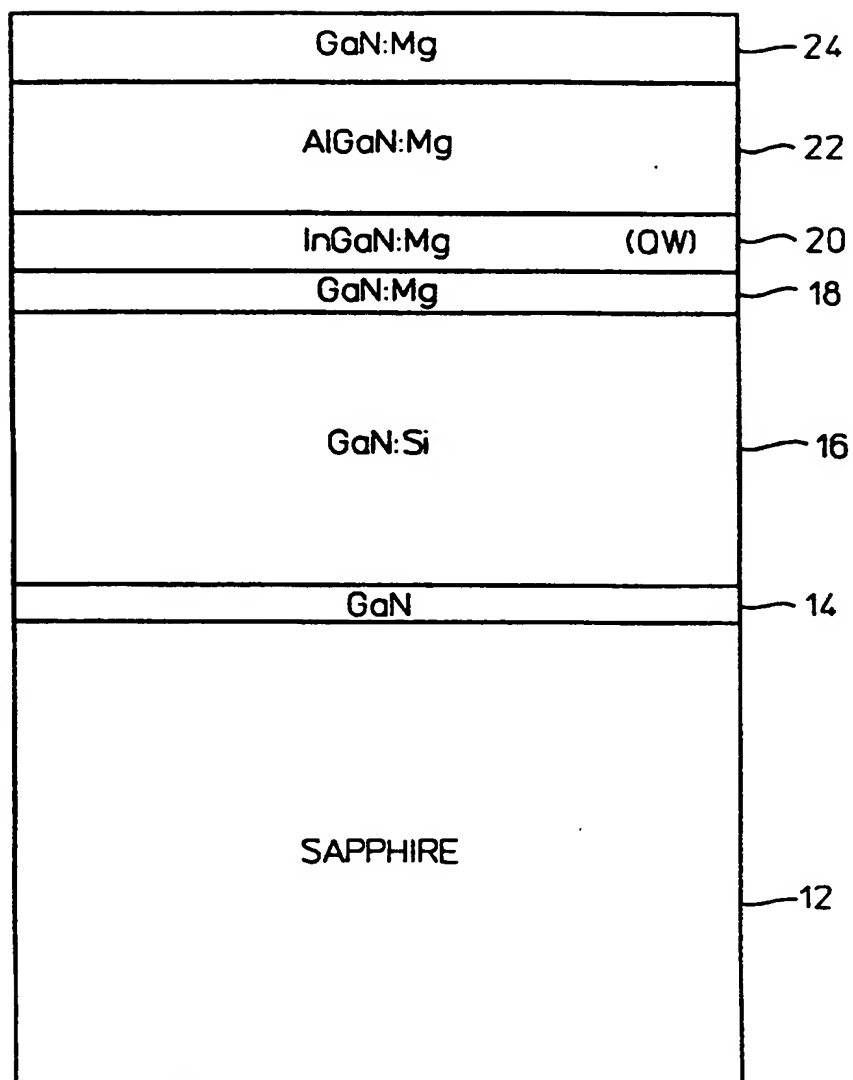 GaN:Mg 24
AlGaN:Mg 22
InGaN:Mg (QW) 20
GaN:Mg 18
GaN:Si 16
GaN 14
SAPPHIRE
12